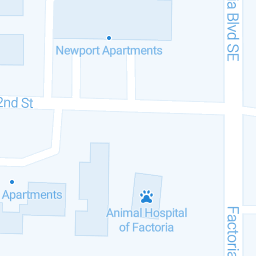 a Blvd SE
Newport Apartments
2nd St
Apartments
Animal Hospital
of Factoria
Factoria